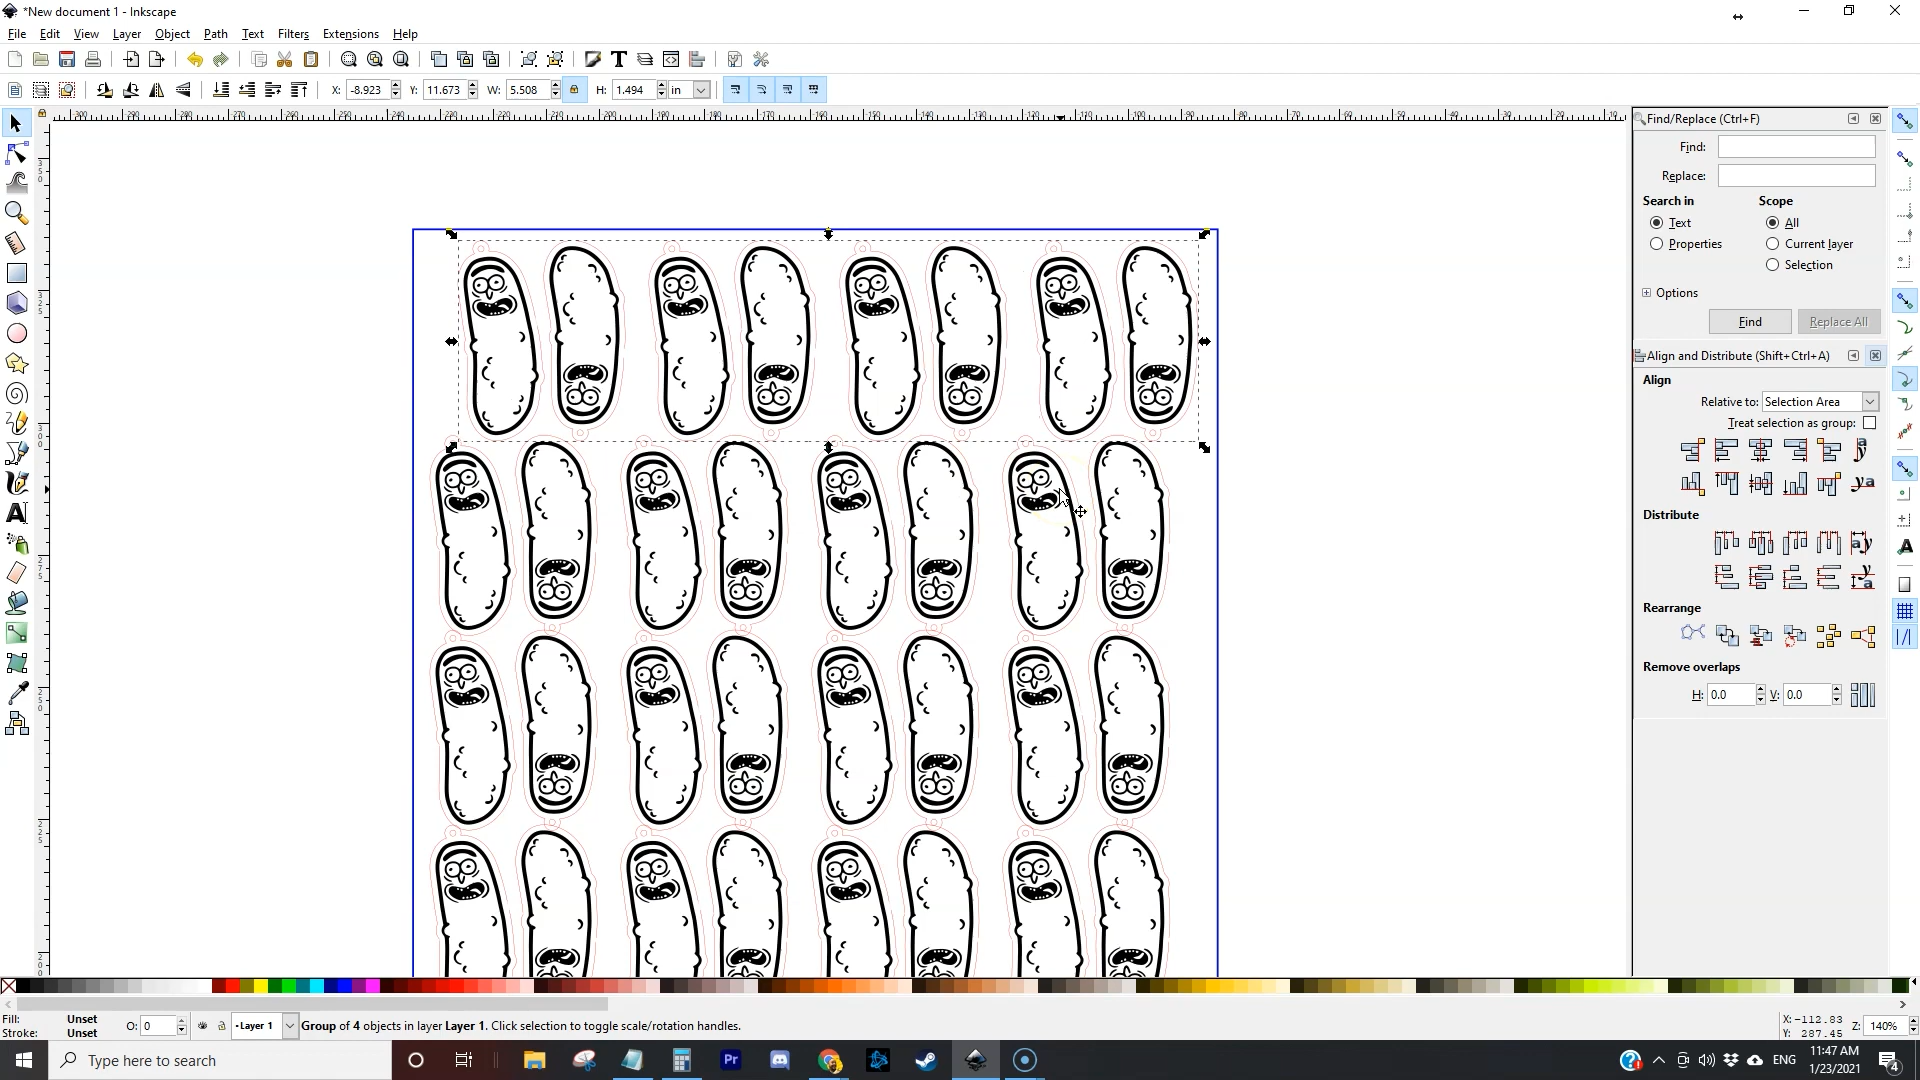 *New document 1 - Inkscape
File Edit View Layer Object Path Text Filters Extensions Help
X: -8.923 Y: 11.673 W: 5.508 H: 1.494 in
Find/Replace (Ctrl+F)
Find:
Replace:
Search in Scope
Text All
Properties Current layer
Selection
Options
Find Replace All
Align and Distribute (Shift+Ctrl+A)
Align
Relative to: Selection Area
Treat selection as group:
Distribute
Rearrange
Remove overlaps
H: 0.0 V: 0.0
Fill: Unset
Stroke: Unset
O: 0
Layer 1
Group of 4 objects in layer Layer 1. Click selection to toggle scale/rotation handles.
X: -112.83
Y: 287.45
Z: 140%
Type here to search
Pr
ENG
11:47 AM
1/23/2021
4